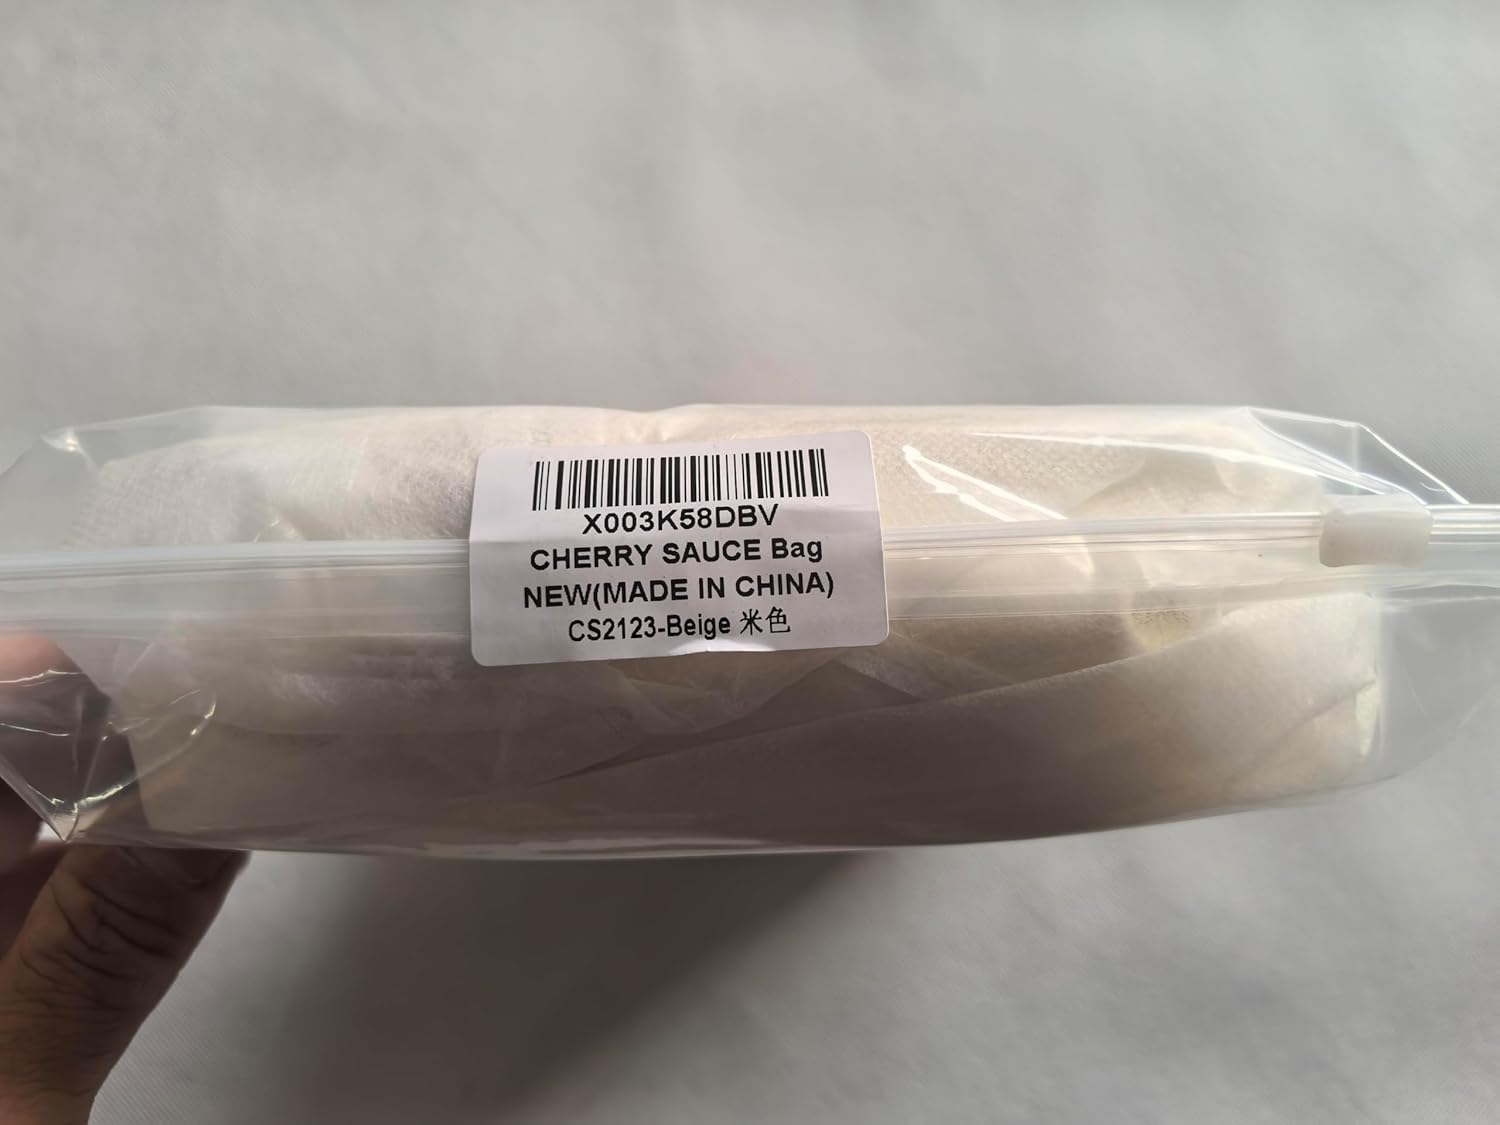 X003K58DBV
CHERRY SAUCE Bag
NEW(MADE IN CHINA)
CS2123-Beige 米色